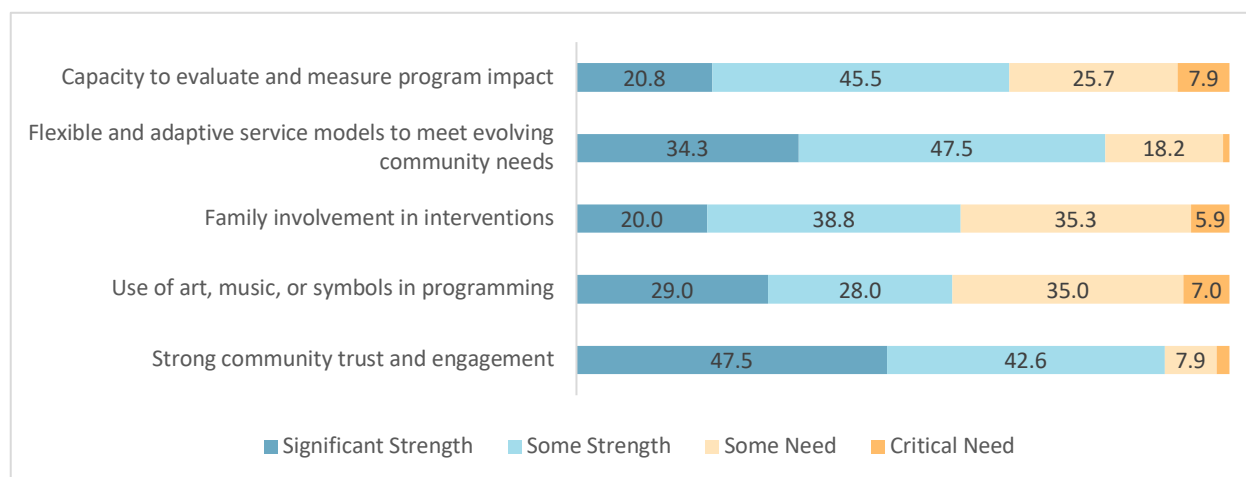 Capacity to evaluate and measure program impact
20.8 45.5 25.7 7.9
Flexible and adaptive service models to meet evolving
community needs
34.3 47.5 18.2
Family involvement in interventions
20.0 38.8 35.3 5.9
Use of art, music, or symbols in programming
29.0 28.0 35.0 7.0
Strong community trust and engagement
47.5 42.6 7.9
Significant Strength Some Strength Some Need Critical Need